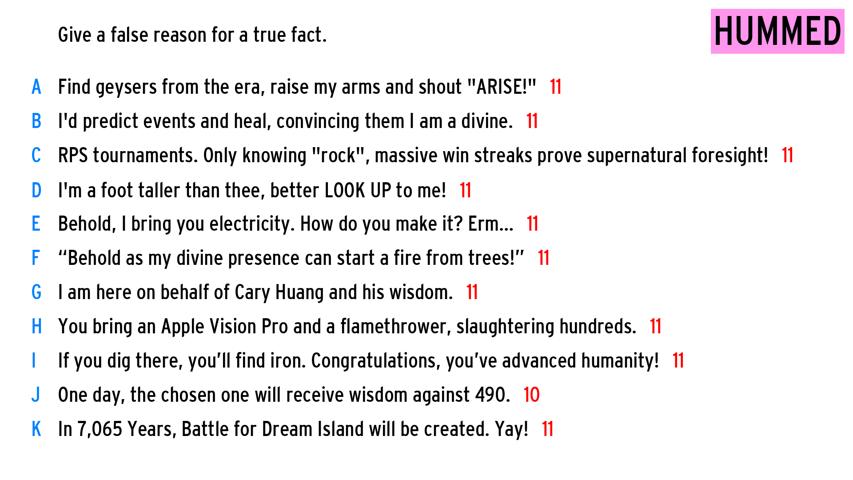 Give a false reason for a true fact.
HUMMED
A Find geysers from the era, raise my arms and shout "ARISE!" 11
B I'd predict events and heal, convincing them I am a divine. 11
C RPS tournaments. Only knowing "rock", massive win streaks prove supernatural foresight! 11
D I'm a foot taller than thee, better LOOK UP to me! 11
E Behold, I bring you electricity. How do you make it? Erm... 11
F “Behold as my divine presence can start a fire from trees!” 11
G I am here on behalf of Cary Huang and his wisdom. 11
H You bring an Apple Vision Pro and a flamethrower, slaughtering hundreds. 11
I If you dig there, you’ll find iron. Congratulations, you’ve advanced humanity! 11
J One day, the chosen one will receive wisdom against 490. 10
K In 7,065 Years, Battle for Dream Island will be created. Yay! 11